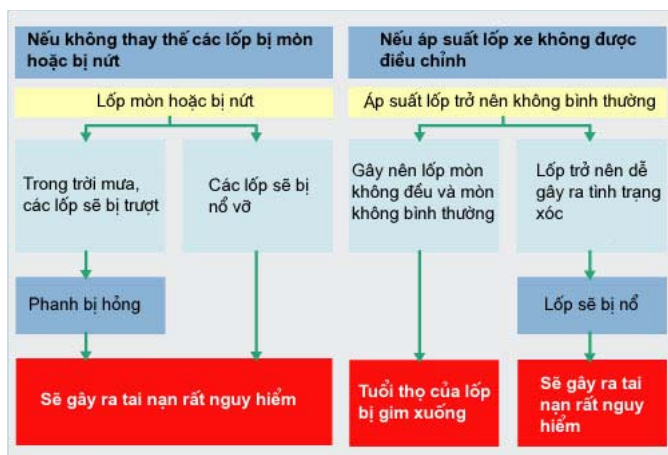 Nếu không thay thế các lốp bị mòn
hoặc bị nứt
Lốp mòn hoặc bị nứt
Trong trời mưa,
các lốp sẽ bị trượt
Các lốp sẽ bị
nổ vỡ
Phanh bị hỏng
Sẽ gây ra tai nạn rất nguy hiểm
Nếu áp suất lốp xe không được
điều chỉnh
Áp suất lốp trở nên không bình thường
Gây nên lốp mòn
không đều và mòn
không bình thường
Lốp trở nên dễ
gây ra tình trạng
xóc
Lốp sẽ bị nổ
Tuổi thọ của lốp
bị gim xuống
Sẽ gây ra tai
nạn rất nguy
hiểm